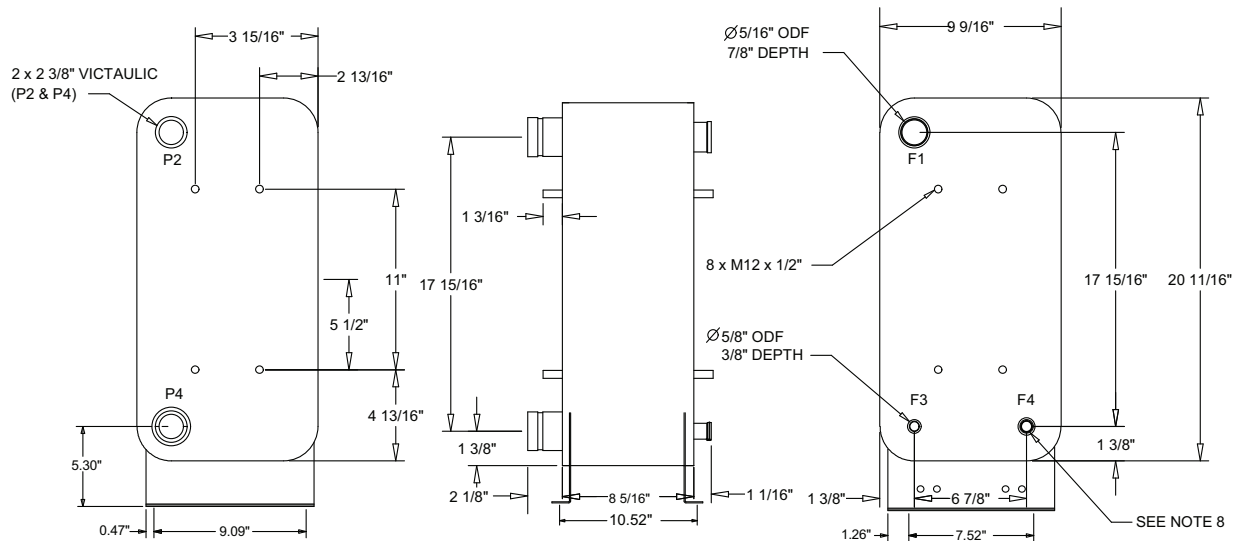 3 15/16"
2 13/16"
2 x 2 3/8" VICTAULIC
(P2 & P4)
P2
11"
5 1/2"
P4
4 13/16"
5.30"
0.47"
9.09"
1 3/16"
17 15/16"
1 3/8"
2 1/8"
8 5/16"
1 1/16"
10.52"
Ø5/16" ODF
7/8" DEPTH
9 9/16"
F1
8 x M12 x 1/2"
17 15/16"
20 11/16"
Ø5/8" ODF
3/8" DEPTH
F3
F4
1 3/8"
1 3/8"
6 7/8"
SEE NOTE 8
1.26"
7.52"